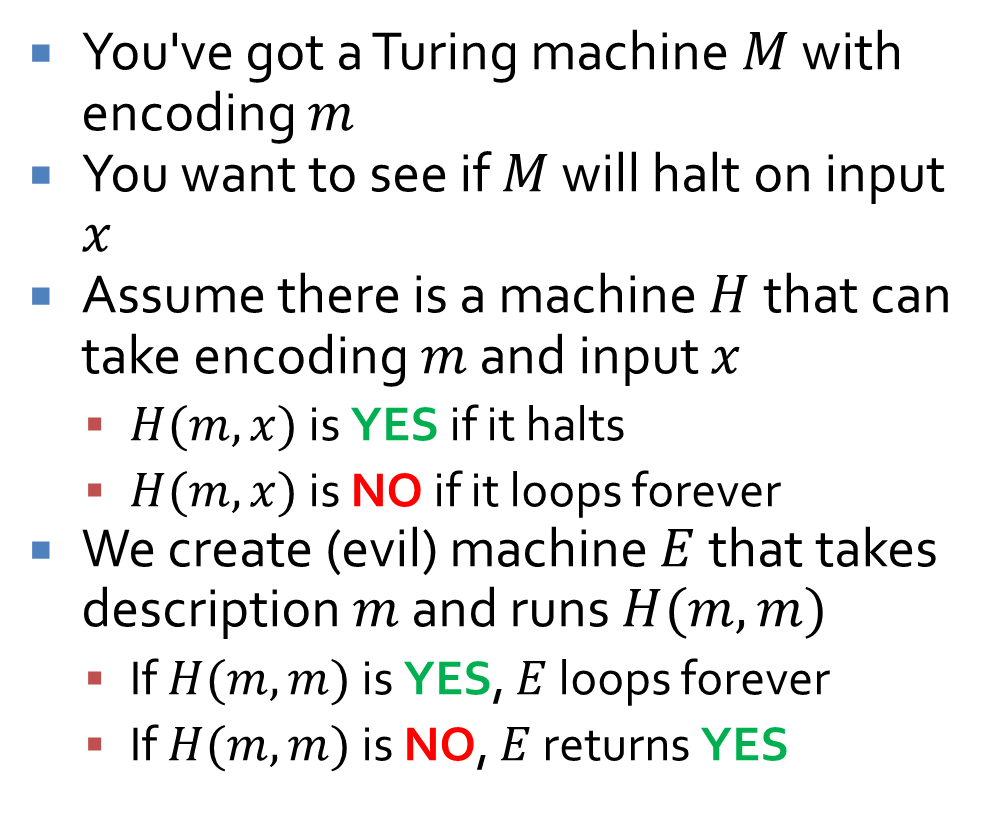 You've got a Turing machine M with
encoding m
You want to see if M will halt on input
x
Assume there is a machine H that can
take encoding m and input x
H(m, x) is YES if it halts
H(m, x) is NO if it loops forever
We create (evil) machine E that takes
description m and runs H(m, m)
If H(m, m) is YES, E loops forever
If H(m, m) is NO, E returns YES